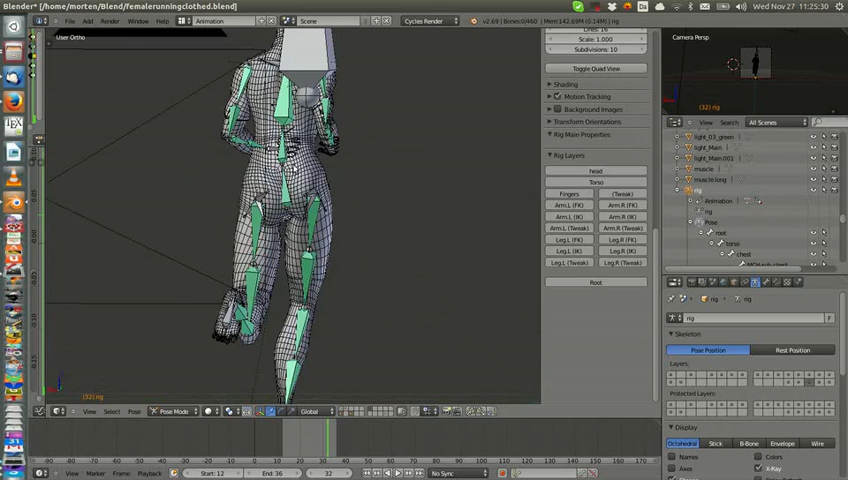 Blender* [/home/morten/Blend/femalerunningclothed.blend]
Wed Nov 27 11:25:30
File Add Render Window Help
Animation
Scene
Cycles Render
v2.69 | Bones:0/460 | Mem:142.69M (0.14M) | rig
User Ortho
(32) rig
View Select Pose
Pose Mode
Global
Scale: 1.000
Subdivisions: 10
Toggle Quad View
Shading
Motion Tracking
Background Images
Transform Orientations
Rig Main Properties:
Rig Layers
head
Torso
Fingers (Tweak)
Arm.L (FK) Arm.R (FK)
Arm.L (IK) Arm.R (IK)
Arm.L (Tweak) Arm.R (Tweak)
Leg.L (FK) Leg.R (FK)
Leg.L (IK) Leg.R (IK)
Leg.L (Tweak) Leg.R (Tweak)
Root
Camera Persp
(32) rig
View Search All Scenes
light_03_green
light_Main
light_Main.001
muscle
muscle.long
rig
Animation
rig
Pose
root
torso
chest
rig rig
rig F
Skeleton
Pose Position Rest Position
Layers:
Protected Layers:
Display
Octahedral Stick B-Bone Envelope Wire
Names Colors
Axes X-Ray
-40 -30 -20 -10 0 10 20 30 40 50 60 70 80 90 100 110 120 130 140 150 160 170
View Marker Frame Playback
Start: 12 End: 36 32
No Sync